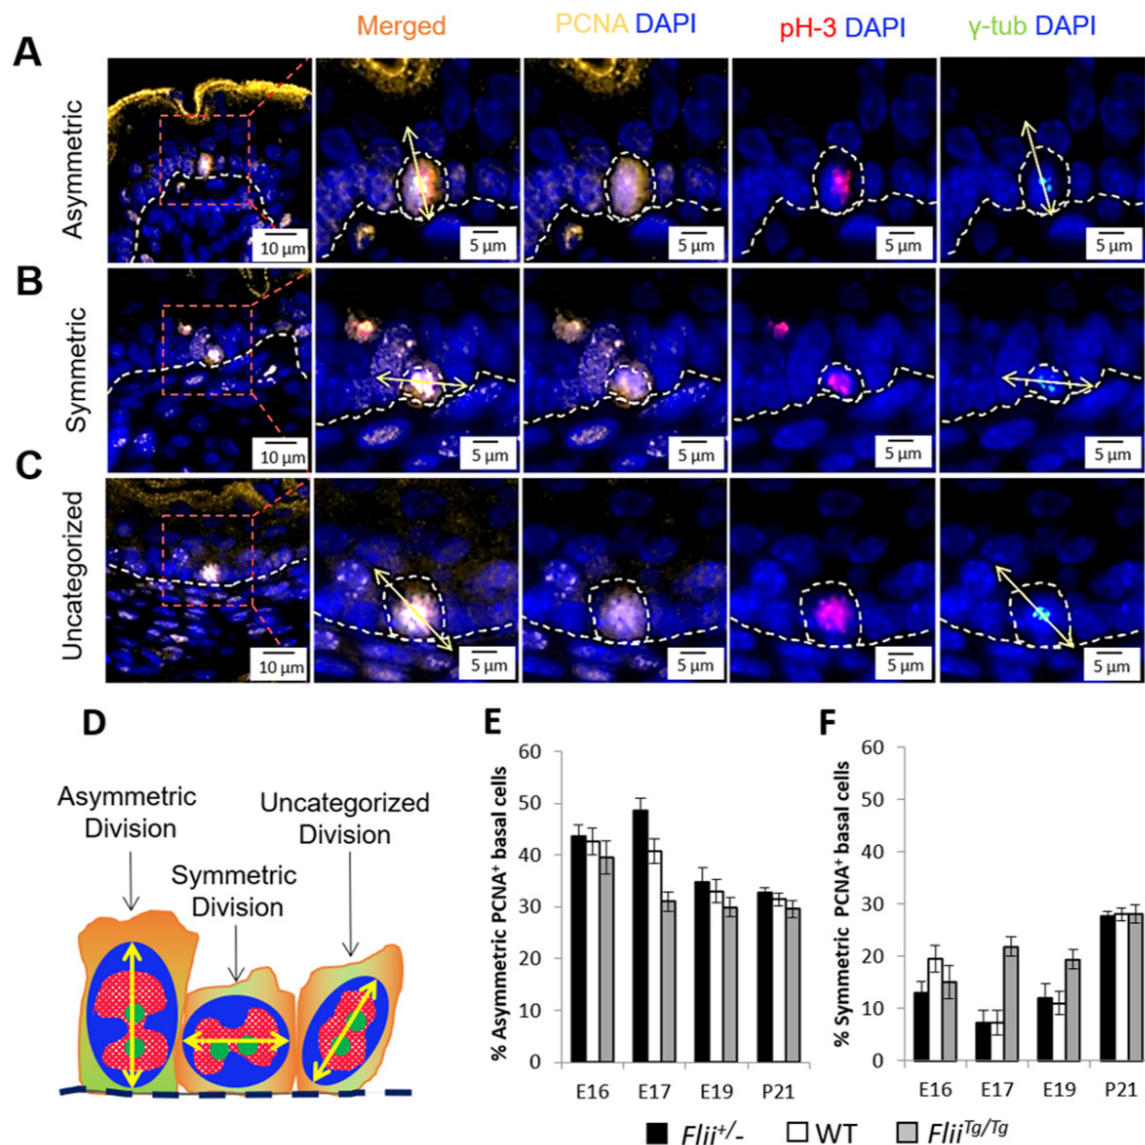 Merged
PCNA DAPI
pH-3 DAPI
γ-tub DAPI
A
Asymmetric
10 µm
5 µm
5 µm
5 µm
5 µm
B
Symmetric
10 µm
5 µm
5 µm
5 µm
5 µm
C
Uncategorized
10 µm
5 µm
5 µm
5 µm
5 µm
D
Asymmetric
Division
Symmetric
Division
Uncategorized
Division
E
% Asymmetric PCNA⁺ basal cells
60
50
40
30
20
10
0
E16 E17 E19 P21
F
% Symmetric PCNA⁺ basal cells
60
50
40
30
20
10
0
E16 E17 E19 P21
Flii⁺/- WT Flii^Tg/Tg